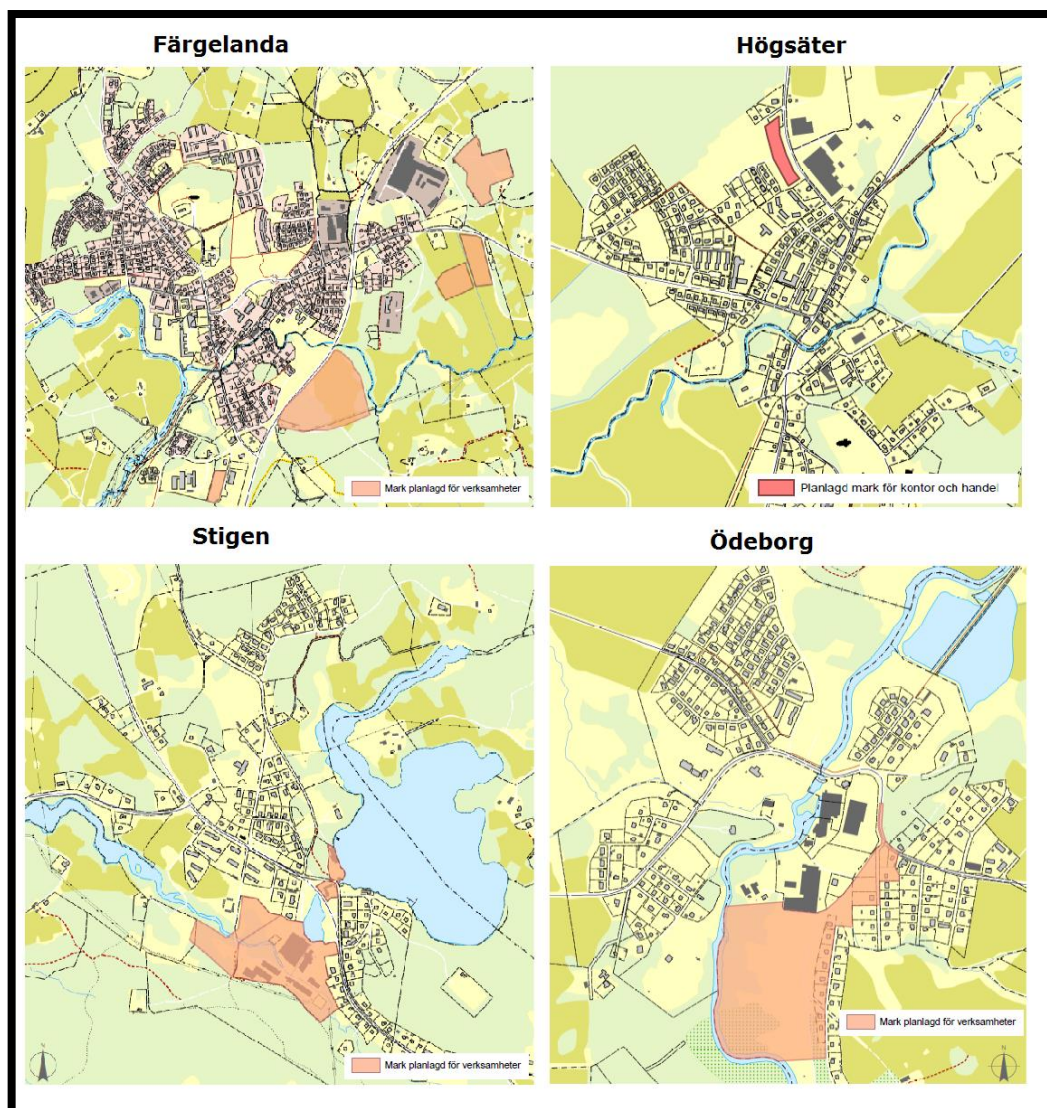 Färgelanda
Högsäter
Mark planlagd för verksamheter
Planlagd mark för kontor och handel
Stigen
Ödeborg
Mark planlagd för verksamheter
N
Mark planlagd för verksamheter
N